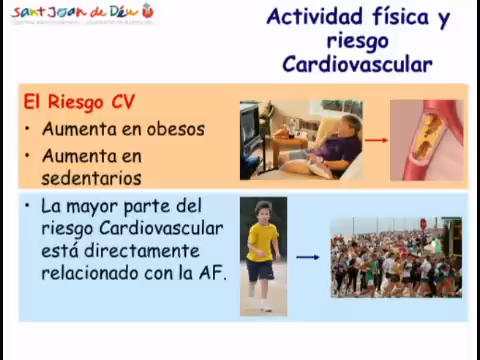 Sant Joan de Déu
Actividad física y
riesgo
Cardiovascular
El Riesgo CV
• Aumenta en obesos
• Aumenta en
sedentarios
• La mayor parte del
riesgo Cardiovascular
está directamente
relacionado con la AF.